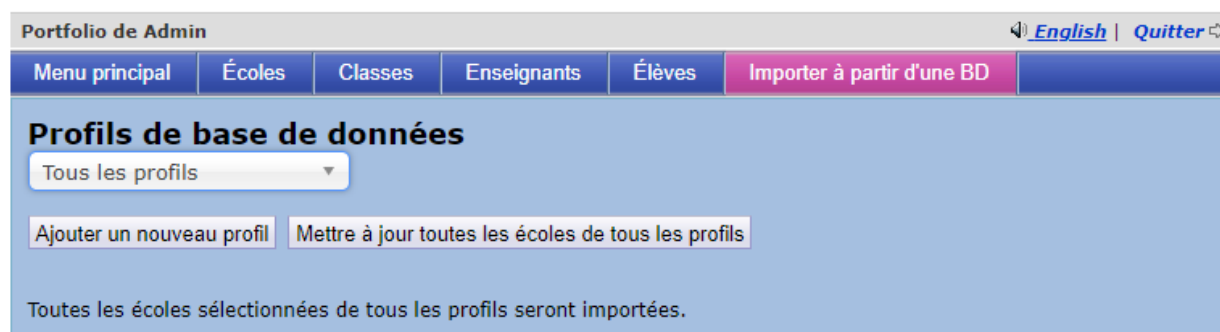 Portfolio de Admin English | Quitter
Menu principal Écoles Classes Enseignants Élèves Importer à partir d'une BD
Profils de base de données
Tous les profils
Ajouter un nouveau profil Mettre à jour toutes les écoles de tous les profils
Toutes les écoles sélectionnées de tous les profils seront importées.